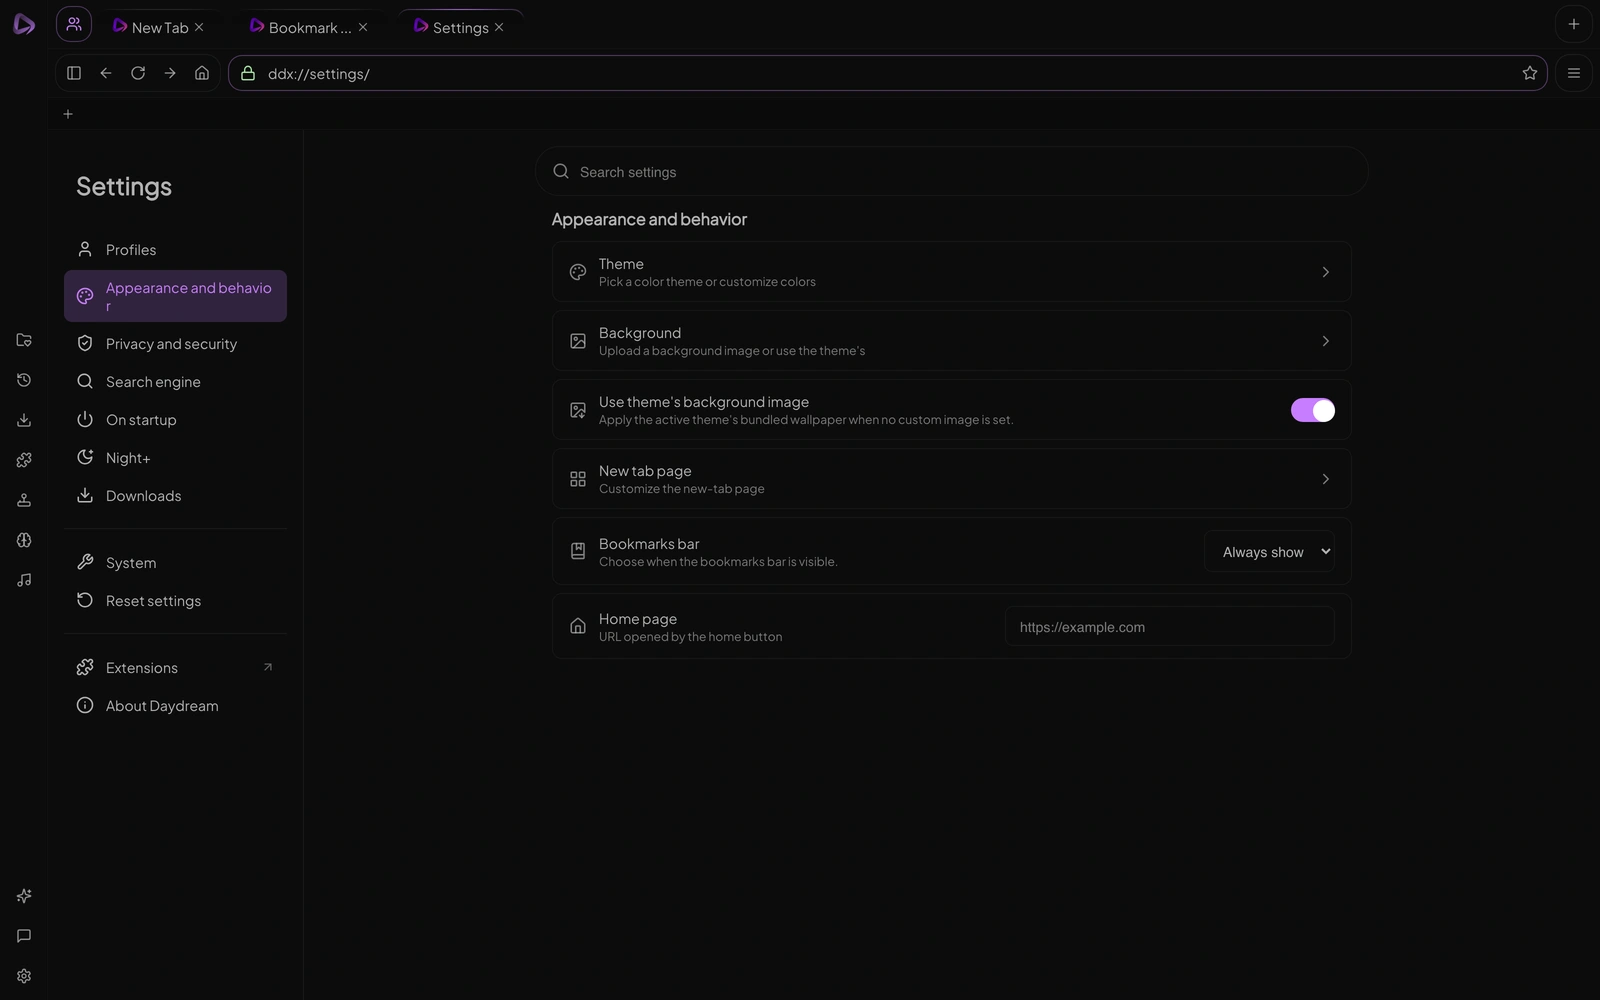 New Tab
Bookmark ...
Settings
ddx://settings/
Settings
Profiles
Appearance and behavio
r
Privacy and security
Search engine
On startup
Night+
Downloads
System
Reset settings
Extensions
About Daydream
Search settings
Appearance and behavior
Theme
Pick a color theme or customize colors
Background
Upload a background image or use the theme's
Use theme's background image
Apply the active theme's bundled wallpaper when no custom image is set.
New tab page
Customize the new-tab page
Bookmarks bar
Choose when the bookmarks bar is visible.
Always show
Home page
URL opened by the home button
https://example.com